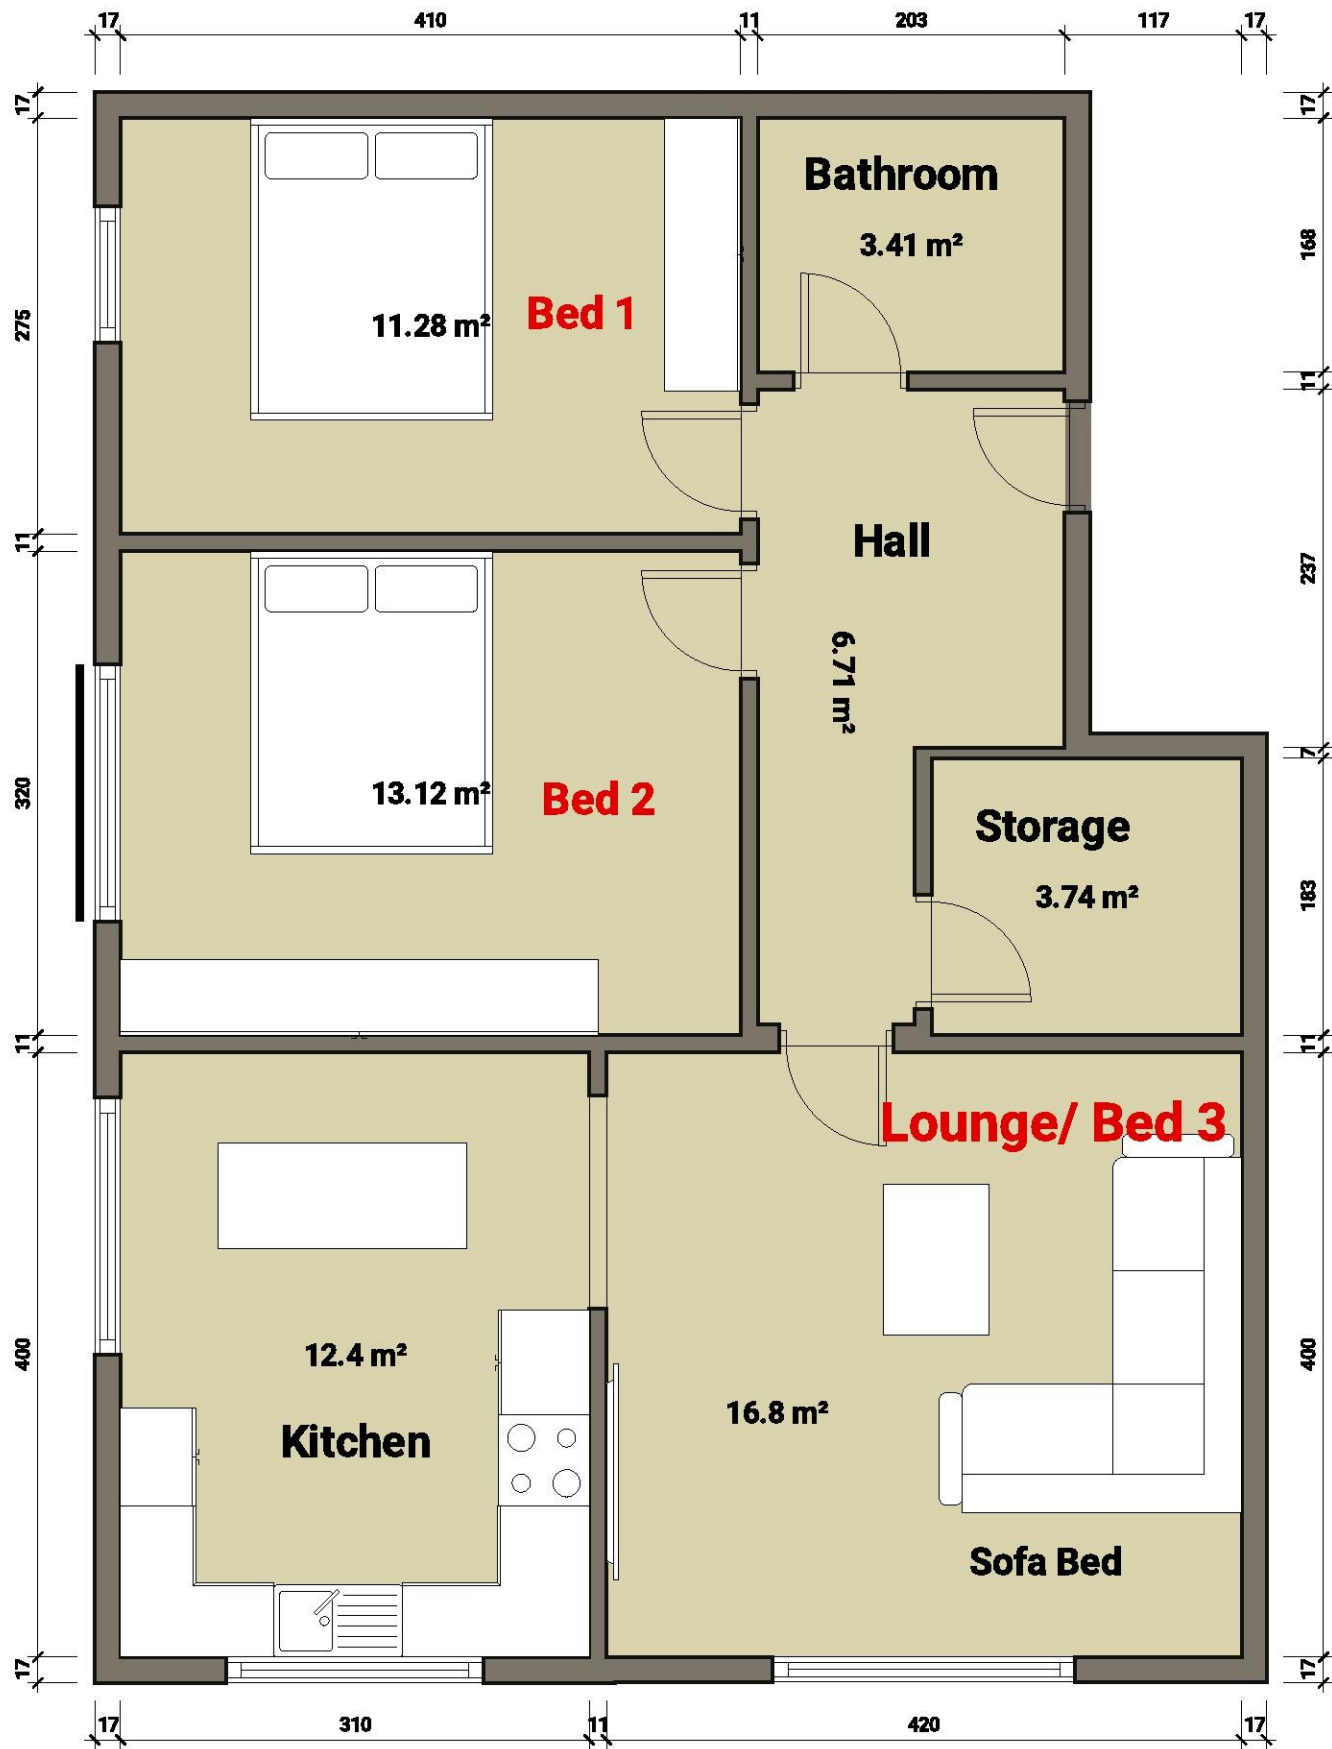 17 410 11 203 117 17
17
17
Bathroom
3.41 m²
168
275
11.28 m²
Bed 1
11
11
Hall
237
6.71 m²
7
320
13.12 m²
Bed 2
Storage
3.74 m²
183
11
11
Lounge/ Bed 3
400
12.4 m²
400
16.8 m²
Kitchen
Sofa Bed
17
17
17 310 11 420 17